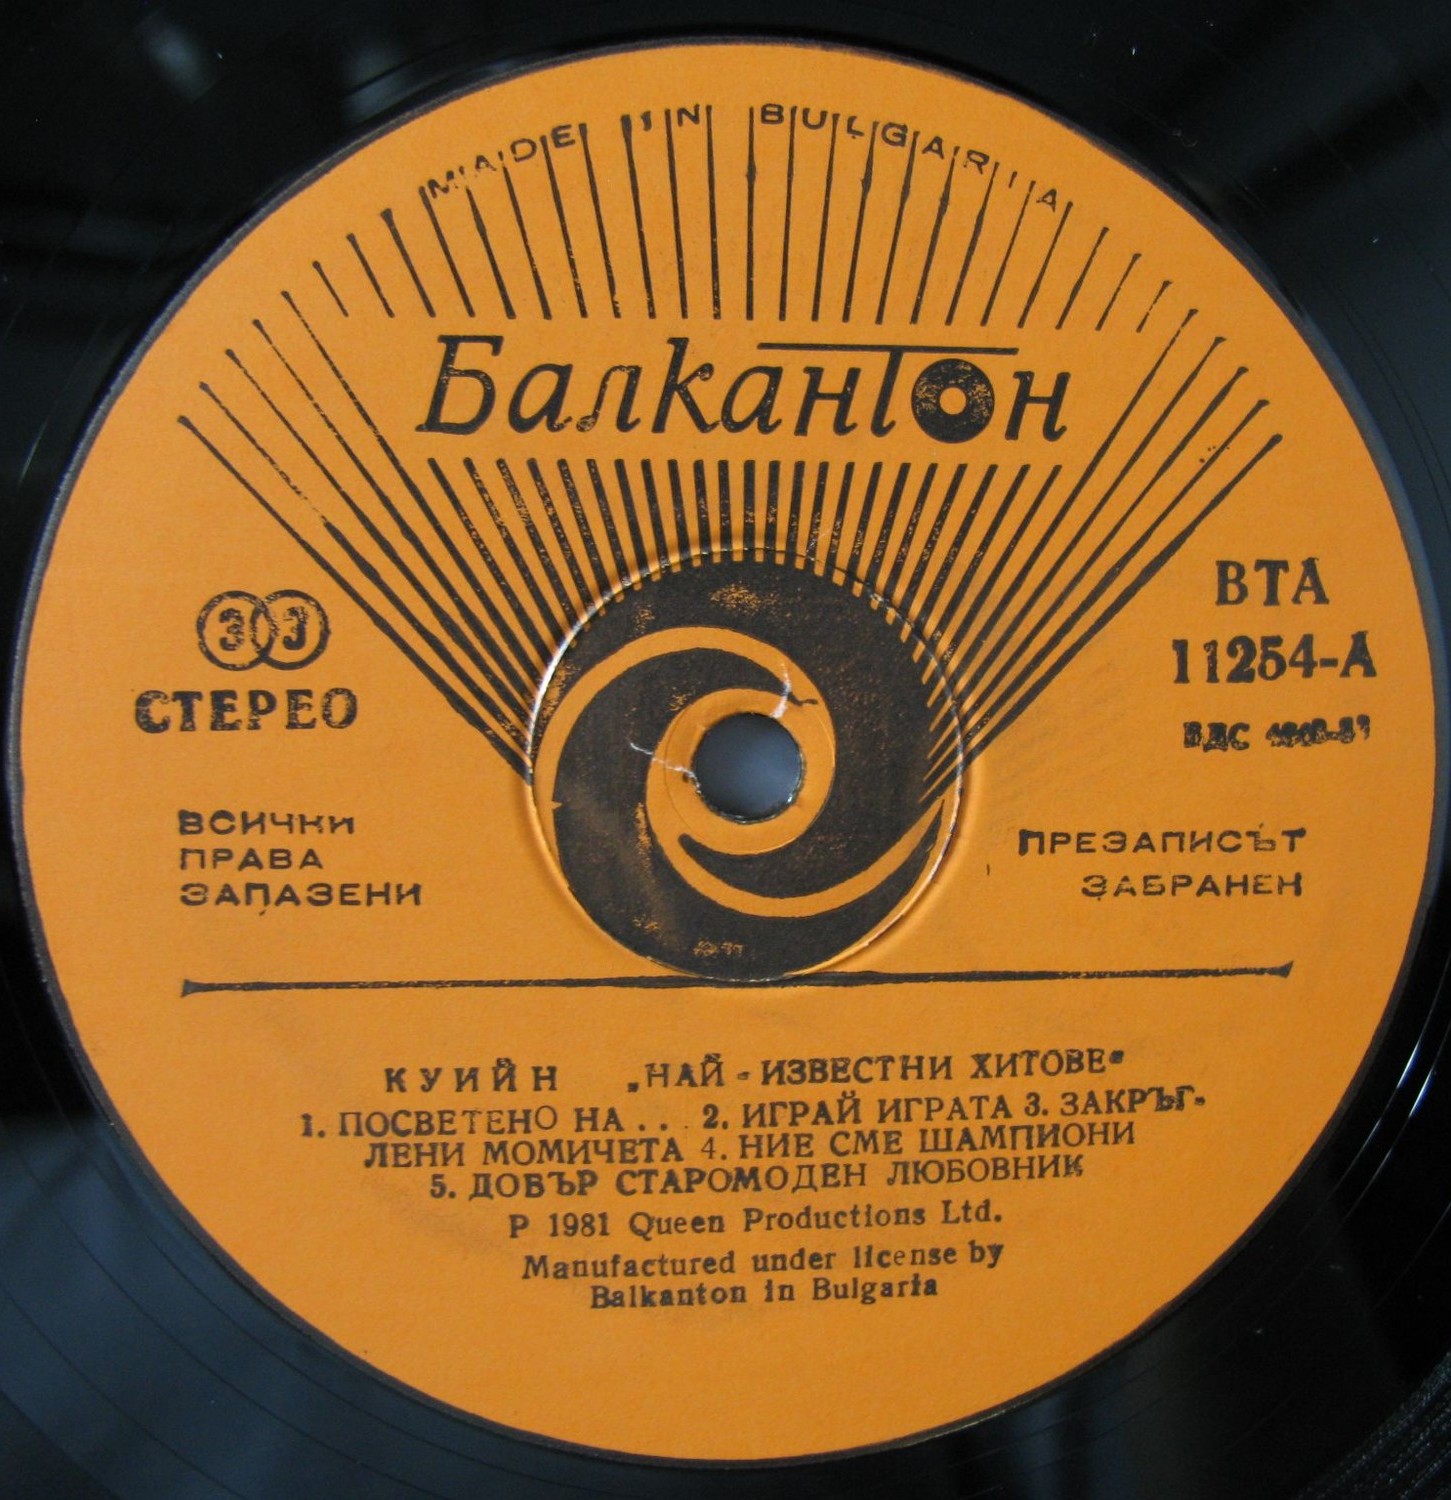 MADE IN BULGARIA
Балкантон
33
СТЕРЕО
ВТА
11254-А
ВДС
ВСИЧКИ
ПРАВА
ЗАПАЗЕНИ
ПРЕЗАПИСЪТ
ЗАБРАНЕН
КУИЙН „НАЙ-ИЗВЕСТНИ ХИТОВЕ"
1. ПОСВЕТЕНО НА... 2. ИГРАЙ ИГРАТА 3. ЗАКРЪГ-
ЛЕНИ МОМИЧЕТА 4. НИЕ СМЕ ШАМПИОНИ
5. ДОВЪР СТАРОМОДЕН ЛЮБОВНИК
P 1981 Queen Productions Ltd.
Manufactured under license by
Balkanton in Bulgaria